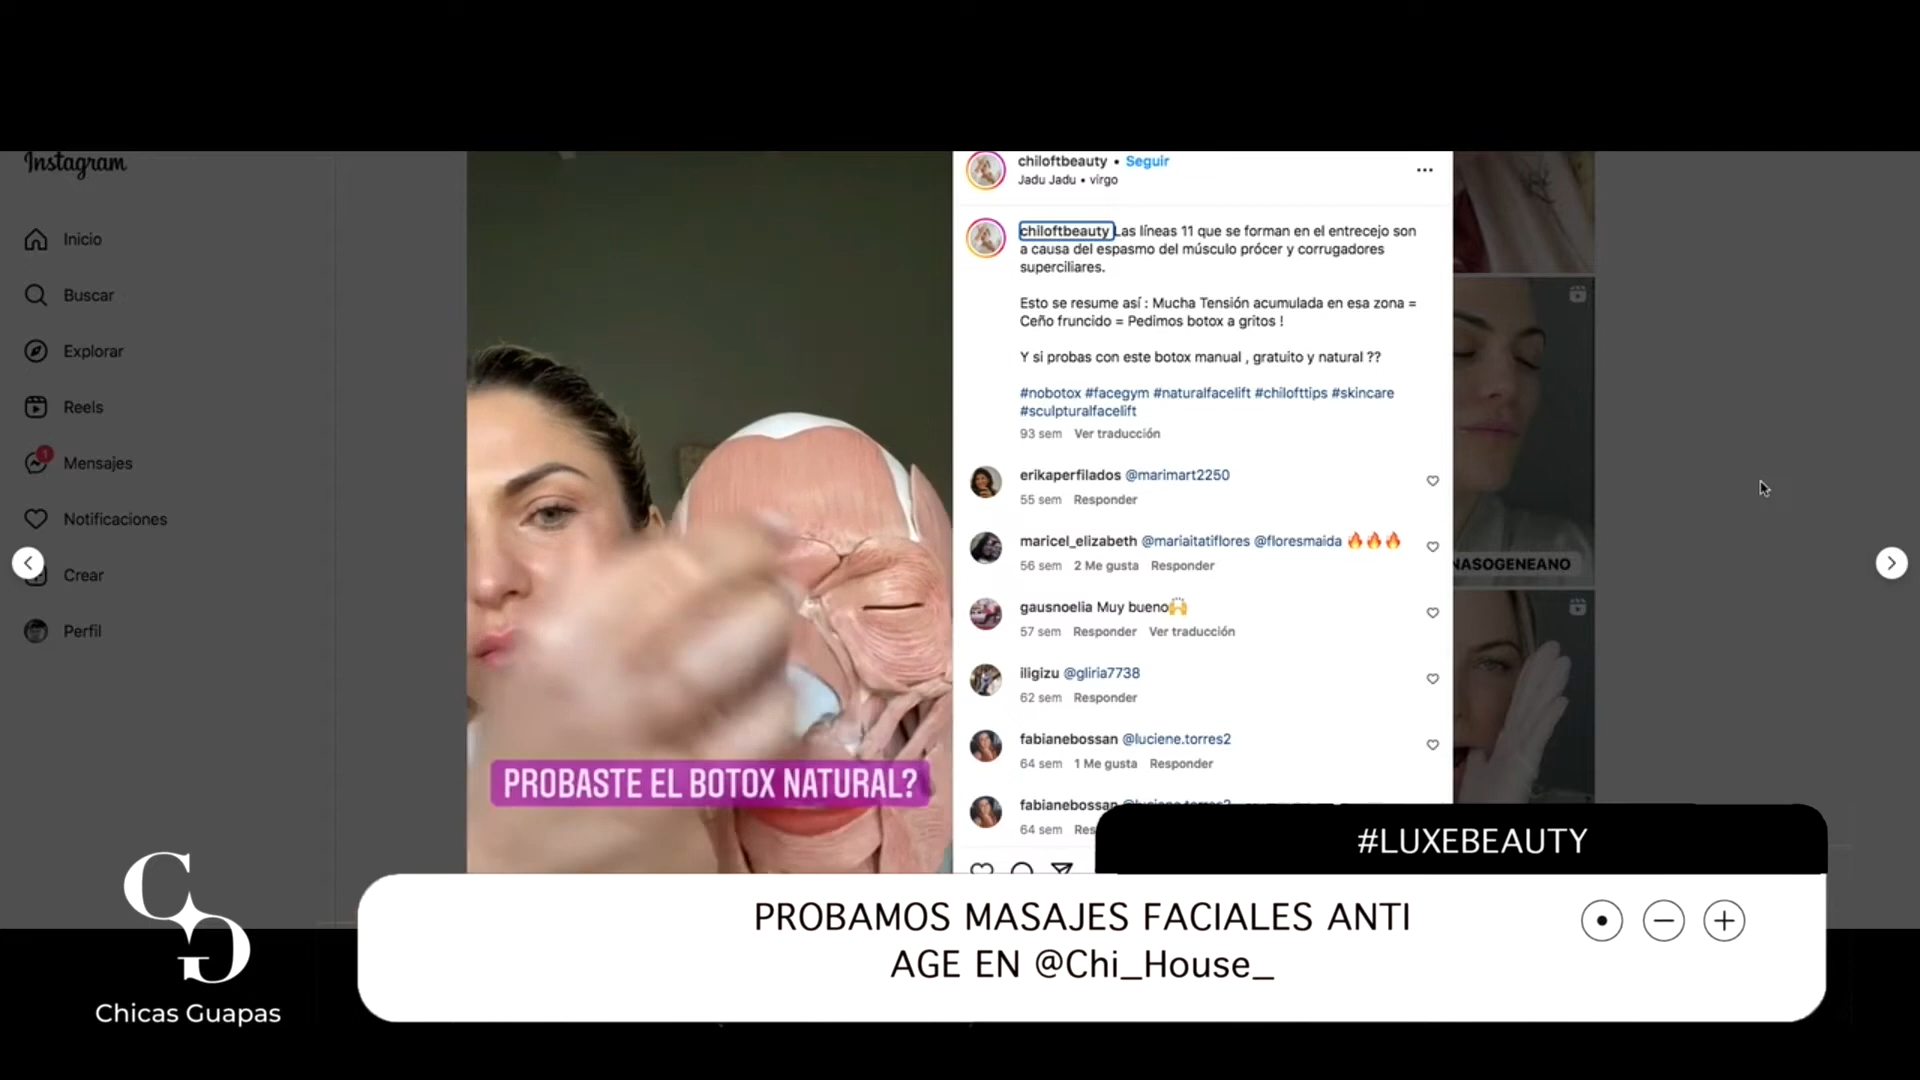 Instagram
Inicio
Buscar
Explorar
Reels
1
Mensajes
Notificaciones
Crear
Perfil
PROBASTE EL BOTOX NATURAL?
chiloftbeauty • Seguir
Jadu Jadu • virgo
chiloftbeauty Las líneas 11 que se forman en el entrecejo son
a causa del espasmo del músculo prócer y corrugadores
superciliares.
Esto se resume así : Mucha Tensión acumulada en esa zona =
Ceño fruncido = Pedimos botox a gritos !
Y si probas con este botox manual , gratuito y natural ??
#nobotox #facegym #naturalfacelift #chilofttips #skincare
#sculpturalfacelift
93 sem Ver traducción
erikaperfilados @marimart2250
55 sem Responder
maricel_elizabeth @mariaitatiflores @floresmaida 🔥🔥🔥
56 sem 2 Me gusta Responder
gausnoelia Muy bueno🙌
57 sem Responder Ver traducción
iligizu @gliria7738
62 sem Responder
fabianebossan @luciene.torres2
64 sem 1 Me gusta Responder
fabianebossan
64 sem Res
NASOGENEANO
#LUXEBEAUTY
PROBAMOS MASAJES FACIALES ANTI
AGE EN @Chi_House_
CG
Chicas Guapas